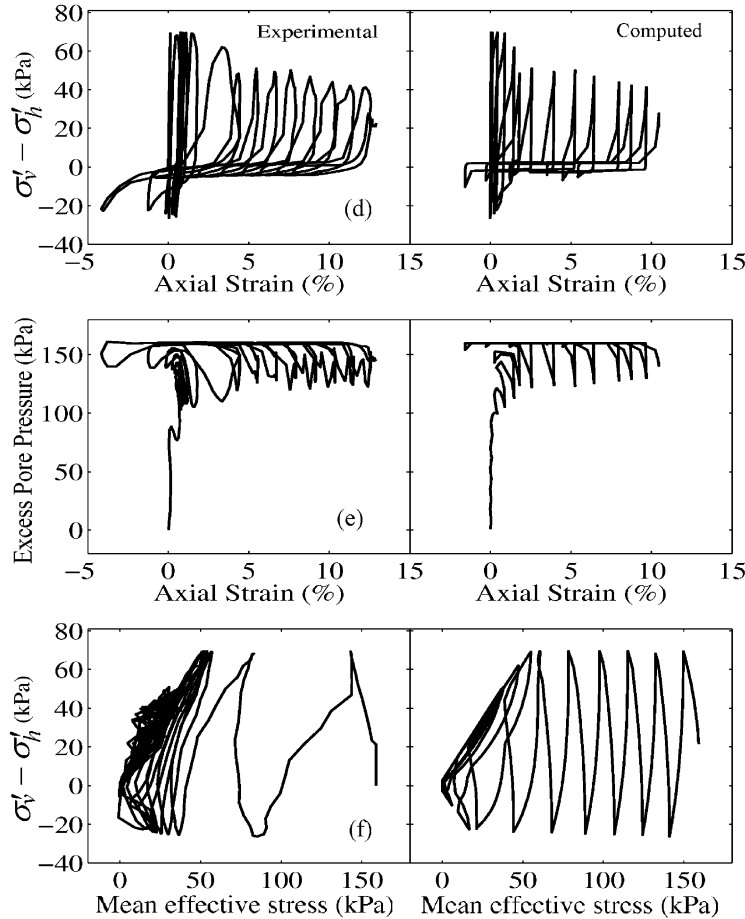 80
60
40
20
0
−20
−40
σ′v − σ′h (kPa)
Experimental
Computed
(d)
−5 0 5 10 15 0 5 10 15
Axial Strain (%) Axial Strain (%)
150
100
50
0
Excess Pore Pressure (kPa)
(e)
−5 0 5 10 15 0 5 10 15
Axial Strain (%) Axial Strain (%)
80
60
40
20
0
−20
−40
σ′v − σ′h (kPa)
(f)
0 50 100 150 0 50 100 150
Mean effective stress (kPa) Mean effective stress (kPa)